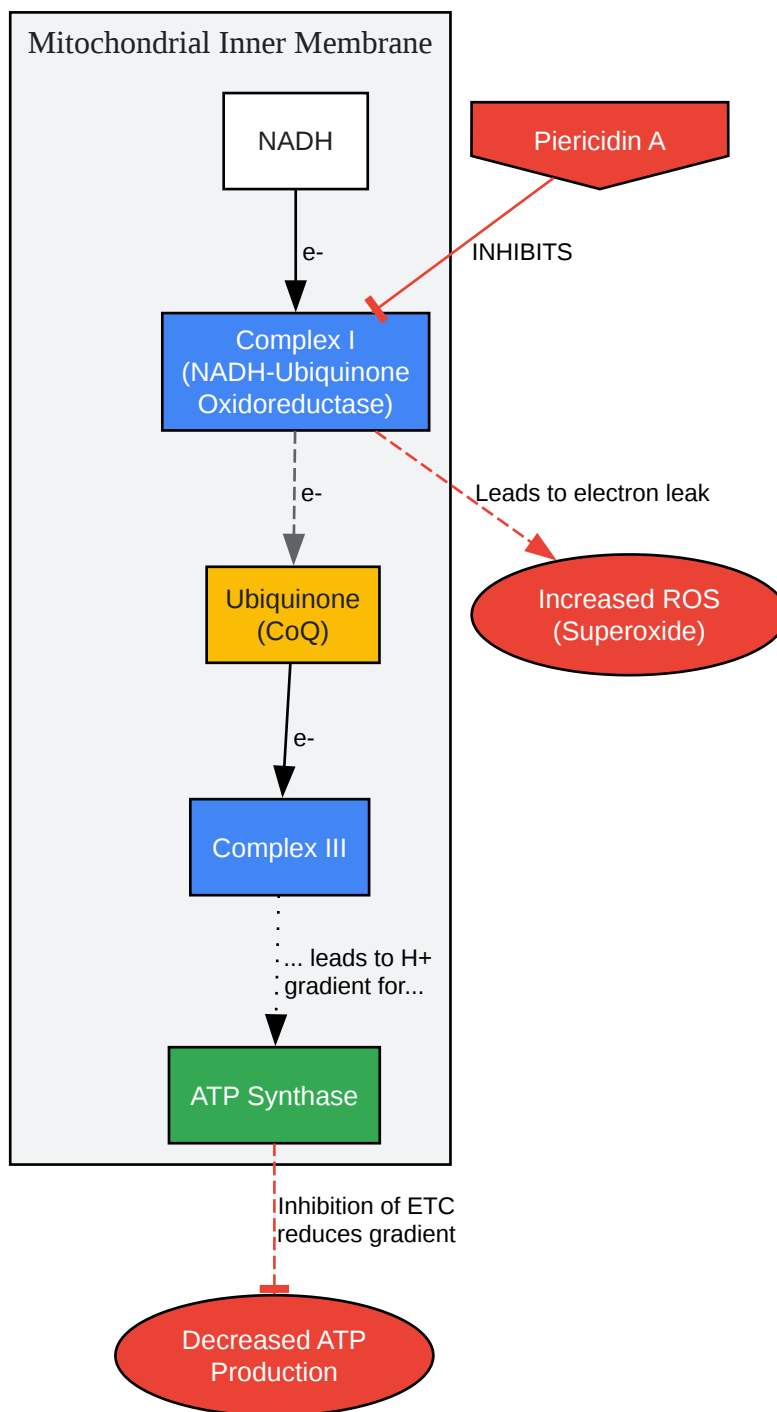 Mitochondrial Inner Membrane
NADH
Piericidin A
e-
INHIBITS
Complex I
(NADH-Ubiquinone
Oxidoreductase)
e-
Leads to electron leak
Ubiquinone
(CoQ)
Increased ROS
(Superoxide)
e-
Complex III
... leads to H+
gradient for...
ATP Synthase
Inhibition of ETC
reduces gradient
Decreased ATP
Production